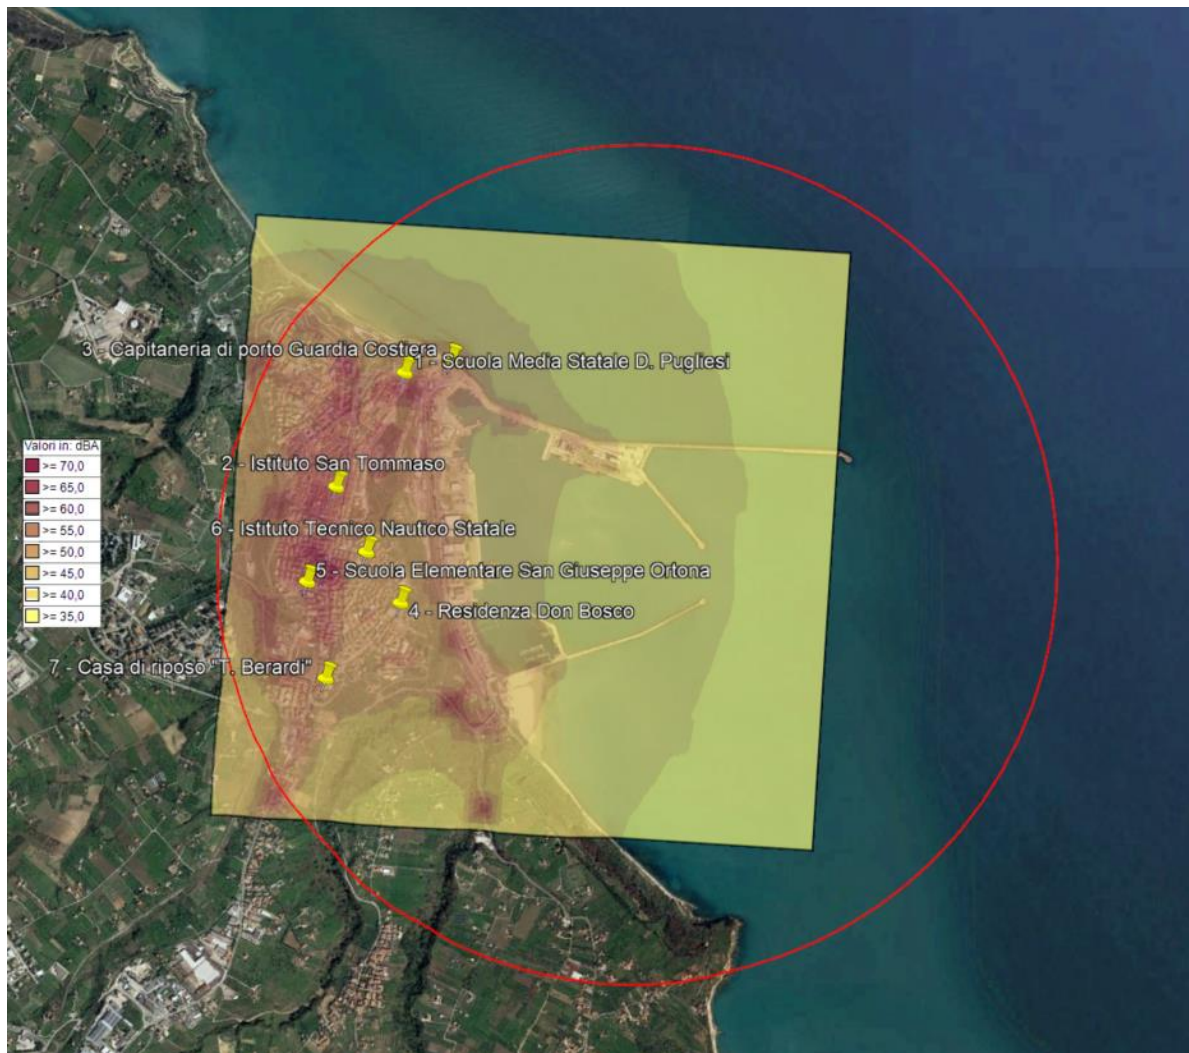 3 - Capitaneria di porto Guardia Costiera
1 - Scuola Media Statale D. Pugliesi
Valori in: dBA
>= 70,0
>= 65,0
>= 60,0
>= 55,0
>= 50,0
>= 45,0
>= 40,0
>= 35,0
2 - Istituto San Tommaso
6 - Istituto Tecnico Nautico Statale
5 - Scuola Elementare San Giuseppe Ortona
4 - Residenza Don Bosco
7 - Casa di riposo "T. Berardi"